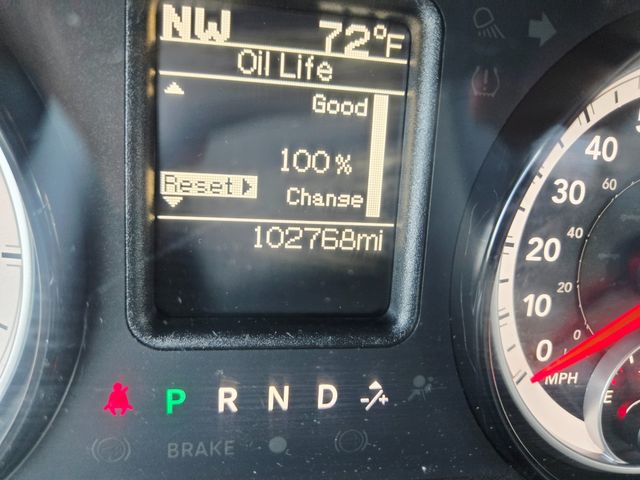 NW 72°F
Oil Life
Good
100%
Reset
Change
102768mi
40
60
30
40
20
20
10
0
0
MPH
E
P R N D +/-
BRAKE